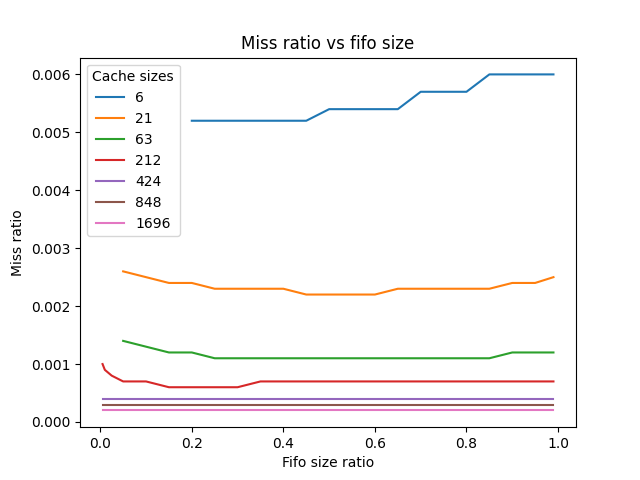 Miss ratio vs fifo size
Cache sizes
6
21
63
212
424
848
1696
Miss ratio
0.006
0.005
0.004
0.003
0.002
0.001
0.000
0.0 0.2 0.4 0.6 0.8 1.0
Fifo size ratio